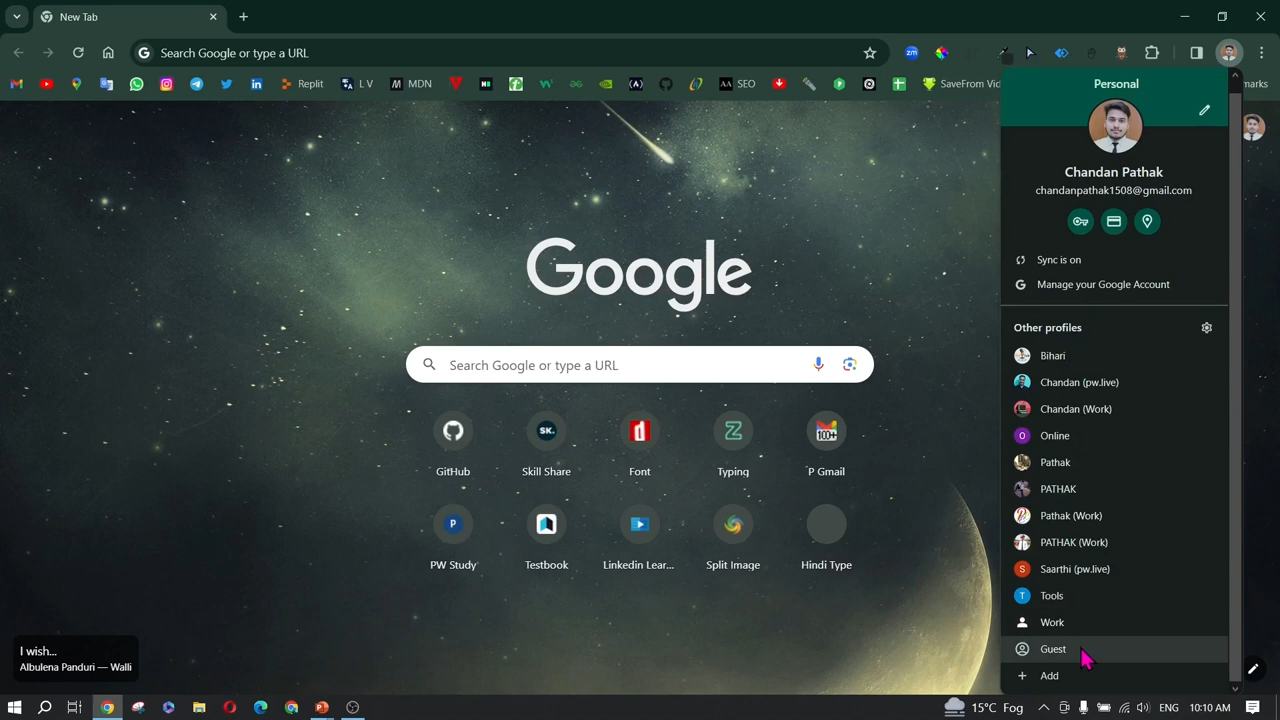 New Tab
Search Google or type a URL
Replit
L V
MDN
SEO
SaveFrom Vid
marks
Personal
Chandan Pathak
chandanpathak1508@gmail.com
Sync is on
Manage your Google Account
Other profiles
Bihari
Chandan (pw.live)
Chandan (Work)
Online
Pathak
PATHAK
Pathak (Work)
PATHAK (Work)
Saarthi (pw.live)
Tools
Work
Guest
Add
Google
Search Google or type a URL
GitHub
Skill Share
Font
Typing
P Gmail
PW Study
Testbook
Linkedin Lear...
Split Image
Hindi Type
I wish...
Albulena Panduri — Walli
15°C Fog
ENG
10:10 AM